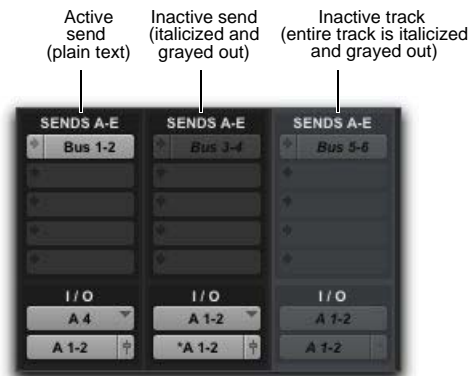 Active
send
(plain text)
Inactive send
(italicized and
grayed out)
Inactive track
(entire track is italicized
and grayed out)
SENDS A-E
SENDS A-E
SENDS A-E
Bus 1-2
Bus 3-4
Bus 5-6
I / O
I / O
I / O
A 4
A 1-2
A 1-2
A 1-2
*A 1-2
A 1-2